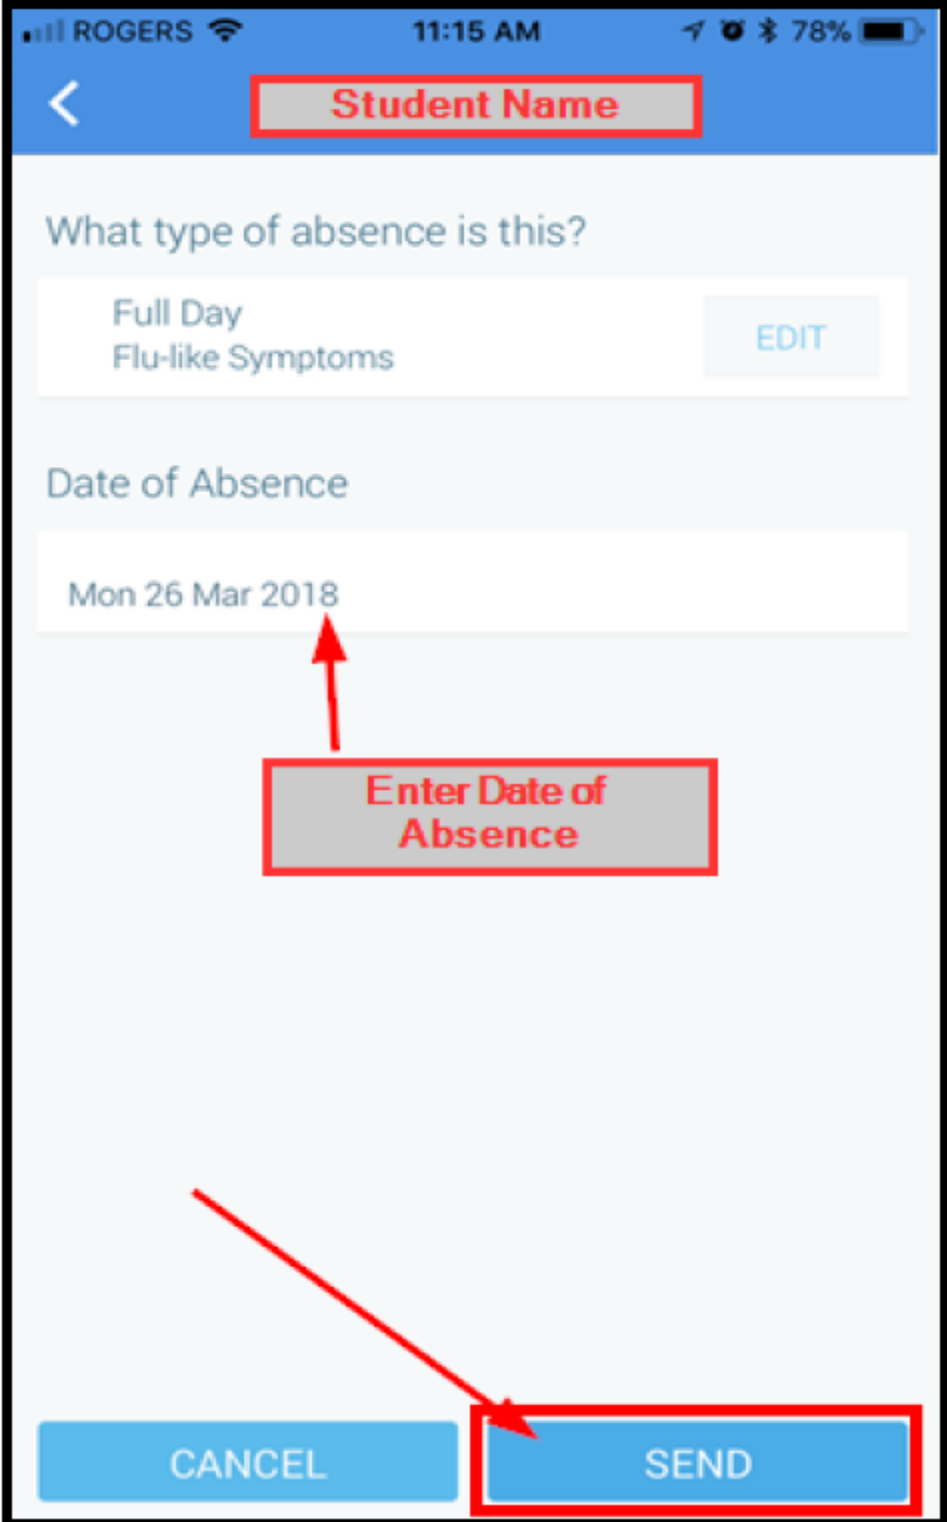 ROGERS 11:15 AM 78%
Student Name
What type of absence is this?
Full Day
Flu-like Symptoms
EDIT
Date of Absence
Mon 26 Mar 2018
Enter Date of
Absence
CANCEL SEND